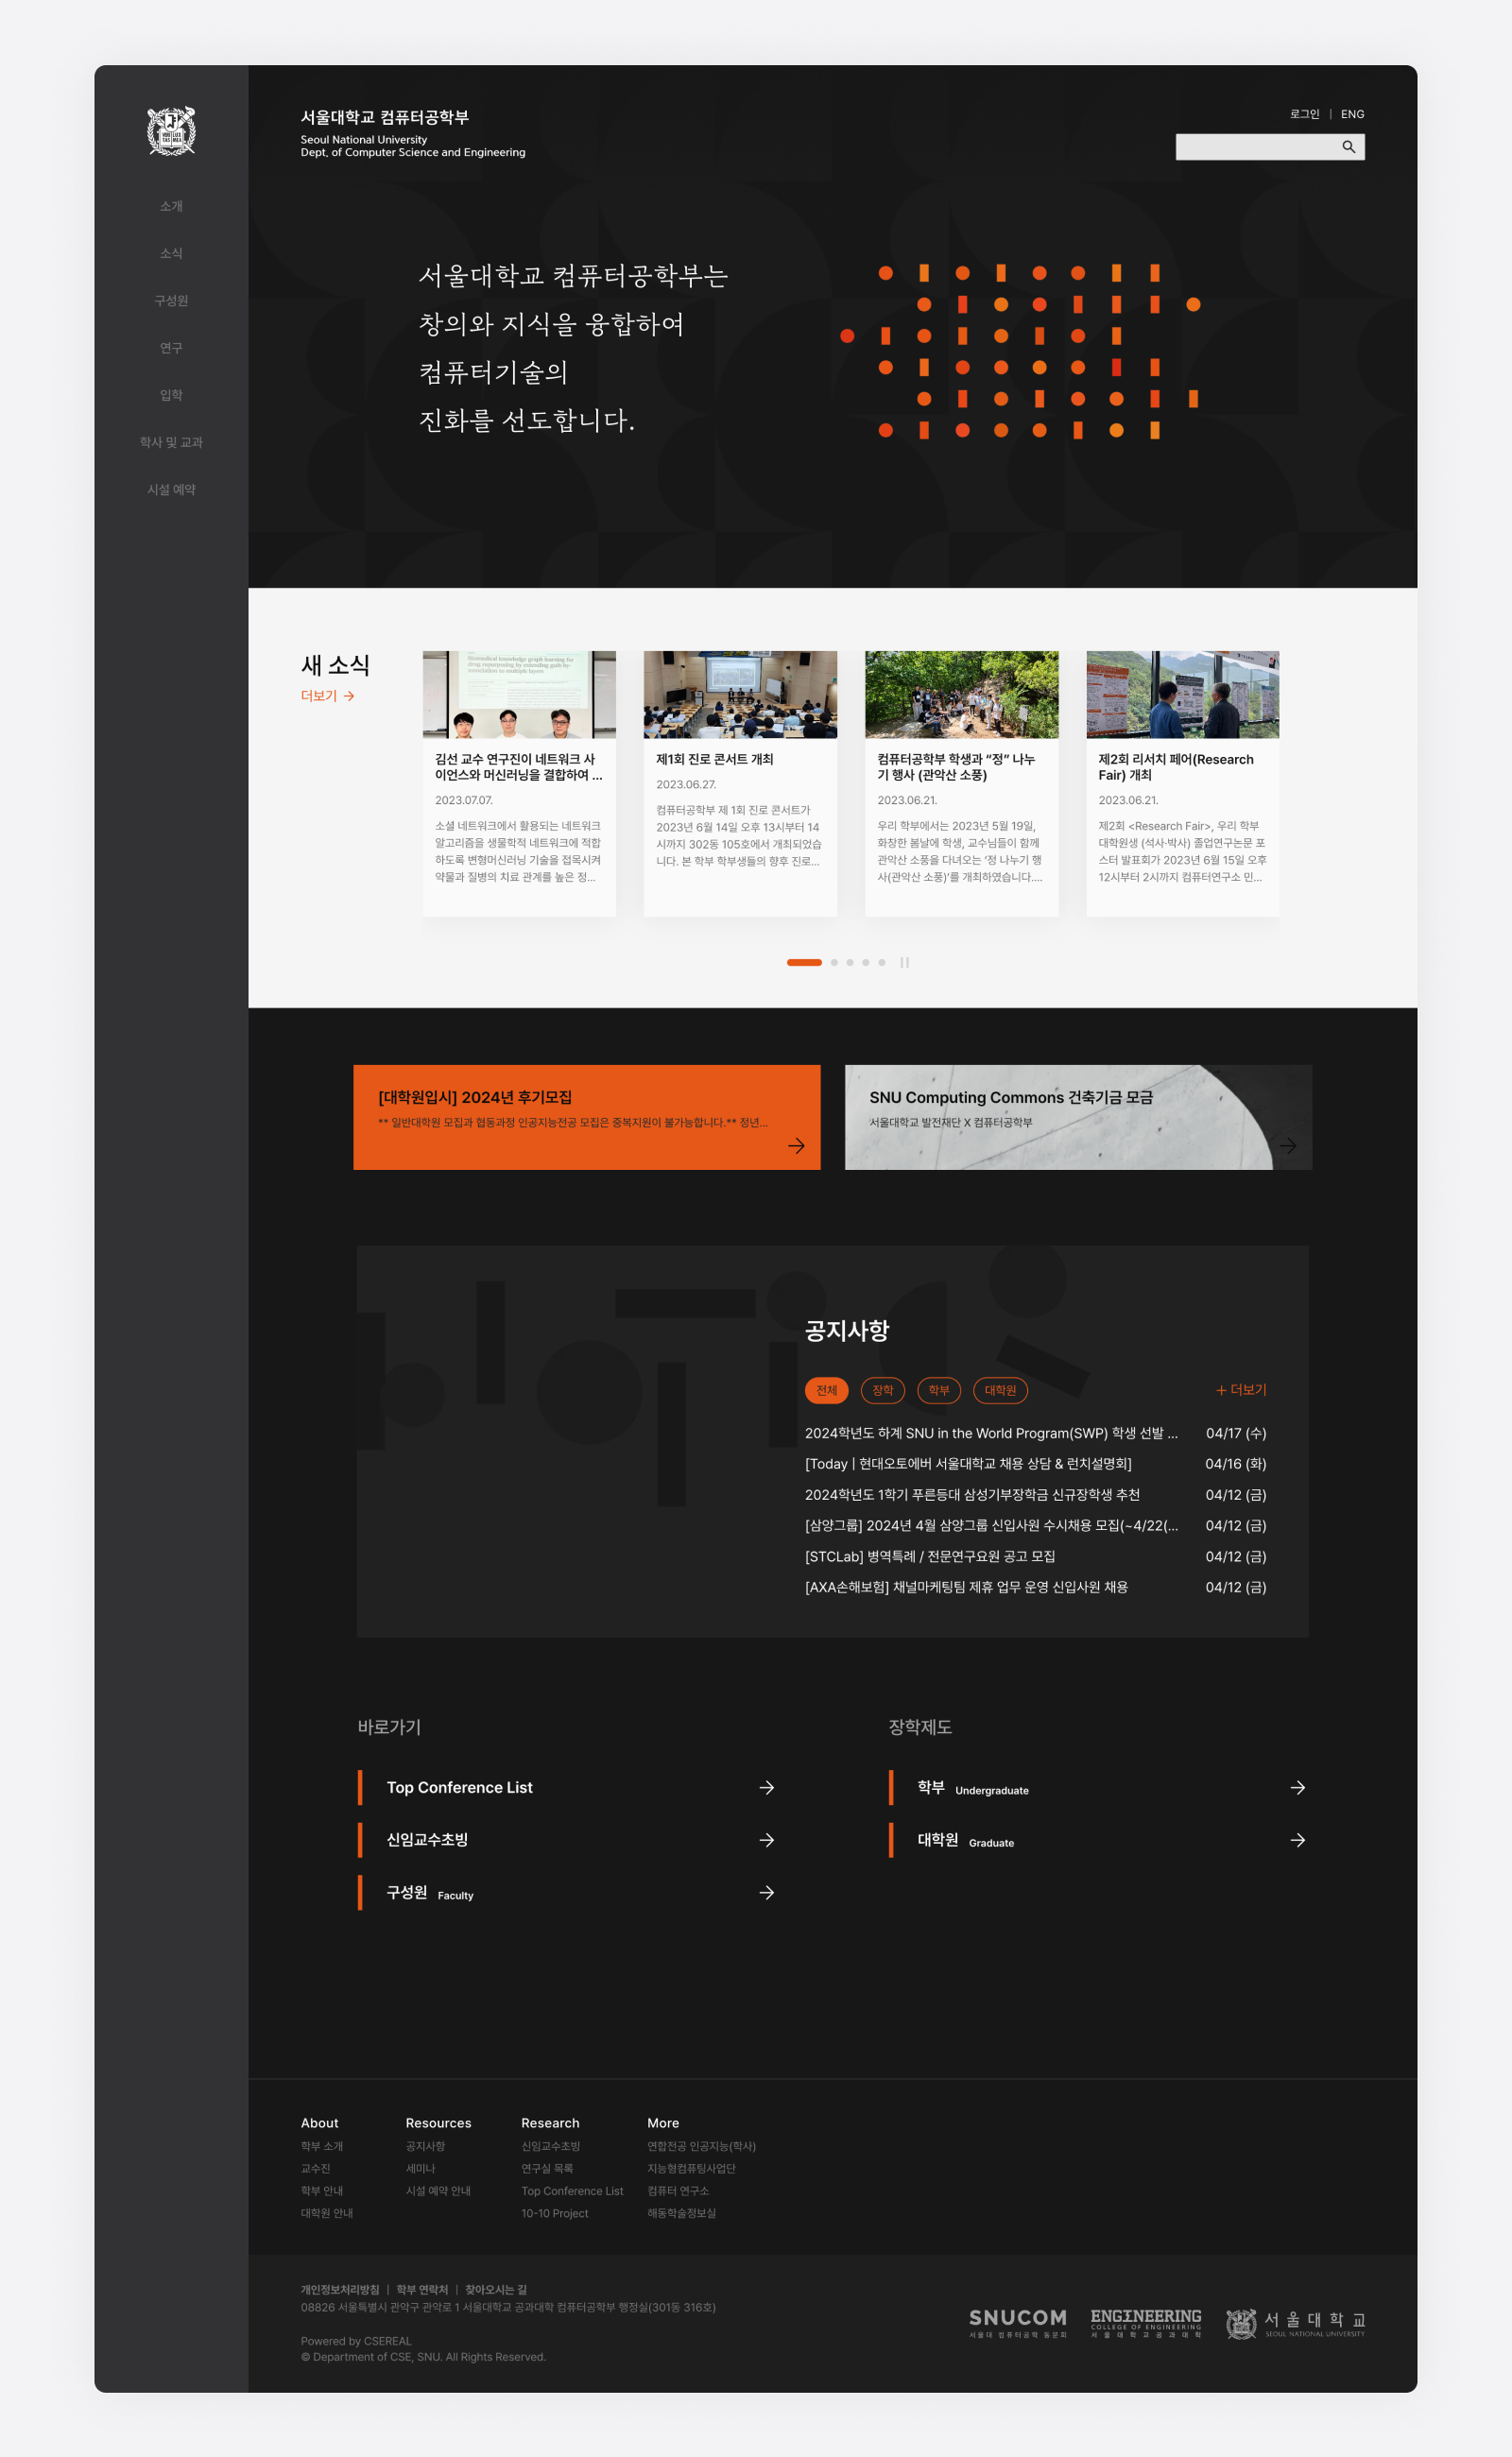 소개
소식
구성원
연구
입학
학사 및 교과
시설 예약
서울대학교 컴퓨터공학부
Seoul National University
Dept. of Computer Science and Engineering
로그인 | ENG
서울대학교 컴퓨터공학부는
창의와 지식을 융합하여
컴퓨터기술의
진화를 선도합니다.
새 소식
더보기 →
Biomedical knowledge graph learning for
drug repurposing by extending guilt-by-
association to multiple layers
김선 교수 연구진이 네트워크 사
이언스와 머신러닝을 결합하여 ...
2023.07.07.
소셜 네트워크에서 활용되는 네트워크
알고리즘을 생물학적 네트워크에 적합
하도록 변형머신러닝 기술을 접목시켜
약물과 질병의 치료 관계를 높은 정...
제1회 진로 콘서트 개최
2023.06.27.
컴퓨터공학부 제 1회 진로 콘서트가
2023년 6월 14일 오후 13시부터 14
시까지 302동 105호에서 개최되었습
니다. 본 학부 학부생들의 향후 진로...
컴퓨터공학부 학생과 “정” 나누
기 행사 (관악산 소풍)
2023.06.21.
우리 학부에서는 2023년 5월 19일,
화창한 봄날에 학생, 교수님들이 함께
관악산 소풍을 다녀오는 ‘정 나누기 행
사(관악산 소풍)’를 개최하였습니다....
제2회 리서치 페어(Research
Fair) 개최
2023.06.21.
제2회 <Research Fair>, 우리 학부
대학원생 (석사·박사) 졸업연구논문 포
스터 발표회가 2023년 6월 15일 오후
12시부터 2시까지 컴퓨터연구소 민...
[대학원입시] 2024년 후기모집
** 일반대학원 모집과 협동과정 인공지능전공 모집은 중복지원이 불가능합니다.** 정년...
SNU Computing Commons 건축기금 모금
서울대학교 발전재단 X 컴퓨터공학부
공지사항
전체 장학 학부 대학원 + 더보기
2024학년도 하계 SNU in the World Program(SWP) 학생 선발 ... 04/17 (수)
[Today | 현대오토에버 서울대학교 채용 상담 & 런치설명회] 04/16 (화)
2024학년도 1학기 푸른등대 삼성기부장학금 신규장학생 추천 04/12 (금)
[삼양그룹] 2024년 4월 삼양그룹 신입사원 수시채용 모집(~4/22(... 04/12 (금)
[STCLab] 병역특례 / 전문연구요원 공고 모집 04/12 (금)
[AXA손해보험] 채널마케팅팀 제휴 업무 운영 신입사원 채용 04/12 (금)
바로가기
Top Conference List
신임교수초빙
구성원 Faculty
장학제도
학부 Undergraduate
대학원 Graduate
About
학부 소개
교수진
학부 안내
대학원 안내
Resources
공지사항
세미나
시설 예약 안내
Research
신임교수초빙
연구실 목록
Top Conference List
10-10 Project
More
연합전공 인공지능(학사)
지능형컴퓨팅사업단
컴퓨터 연구소
해동학술정보실
개인정보처리방침 | 학부 연락처 | 찾아오시는 길
08826 서울특별시 관악구 관악로 1 서울대학교 공과대학 컴퓨터공학부 행정실(301동 316호)
Powered by CSEREAL
© Department of CSE, SNU. All Rights Reserved.
SNUCOM
서울대 컴퓨터공학 동문회
ENGINEERING
COLLEGE OF ENGINEERING
서울대학교공과대학
서울대학교
SEOUL NATIONAL UNIVERSITY